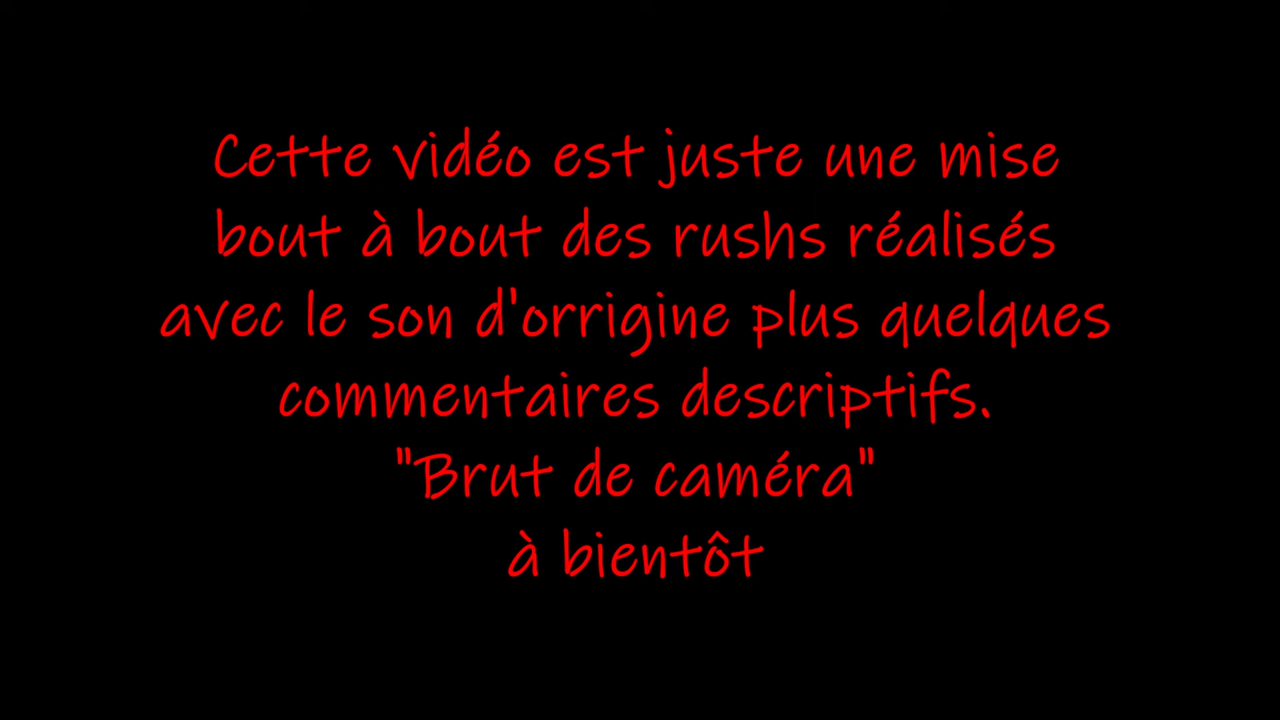 Cette vidéo est juste une mise
bout à bout des rushs réalisés
avec le son d'orrigine plus quelques
commentaires descriptifs.
"Brut de caméra"
à bientôt